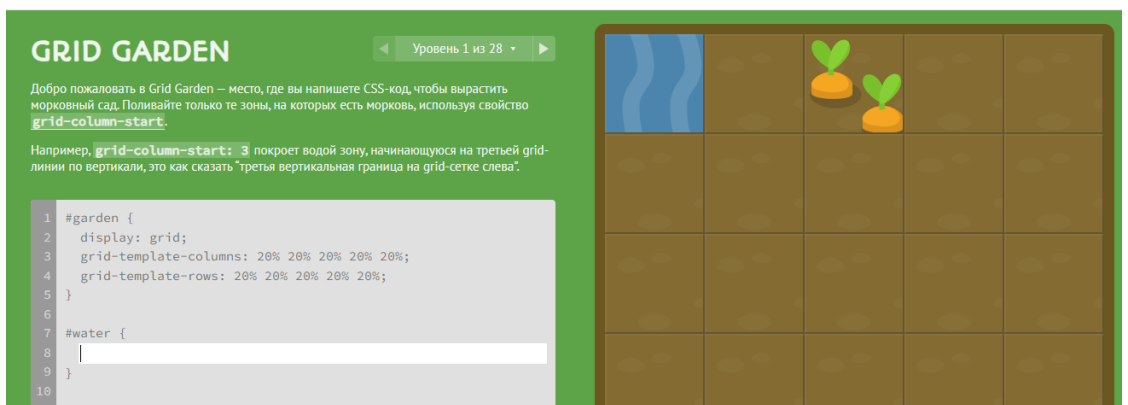 GRID GARDEN
Уровень 1 из 28
Добро пожаловать в Grid Garden — место, где вы напишете CSS-код, чтобы вырастить
морковный сад. Поливайте только те зоны, на которых есть морковь, используя свойство
grid-column-start.
Например, grid-column-start: 3 покроет водой зону, начинающуюся на третьей grid-
линии по вертикали, это как сказать "третья вертикальная граница на grid-сетке слева".
1 #garden {
2 display: grid;
3 grid-template-columns: 20% 20% 20% 20% 20%;
4 grid-template-rows: 20% 20% 20% 20% 20%;
5 }
6
7 #water {
8
9 }
10